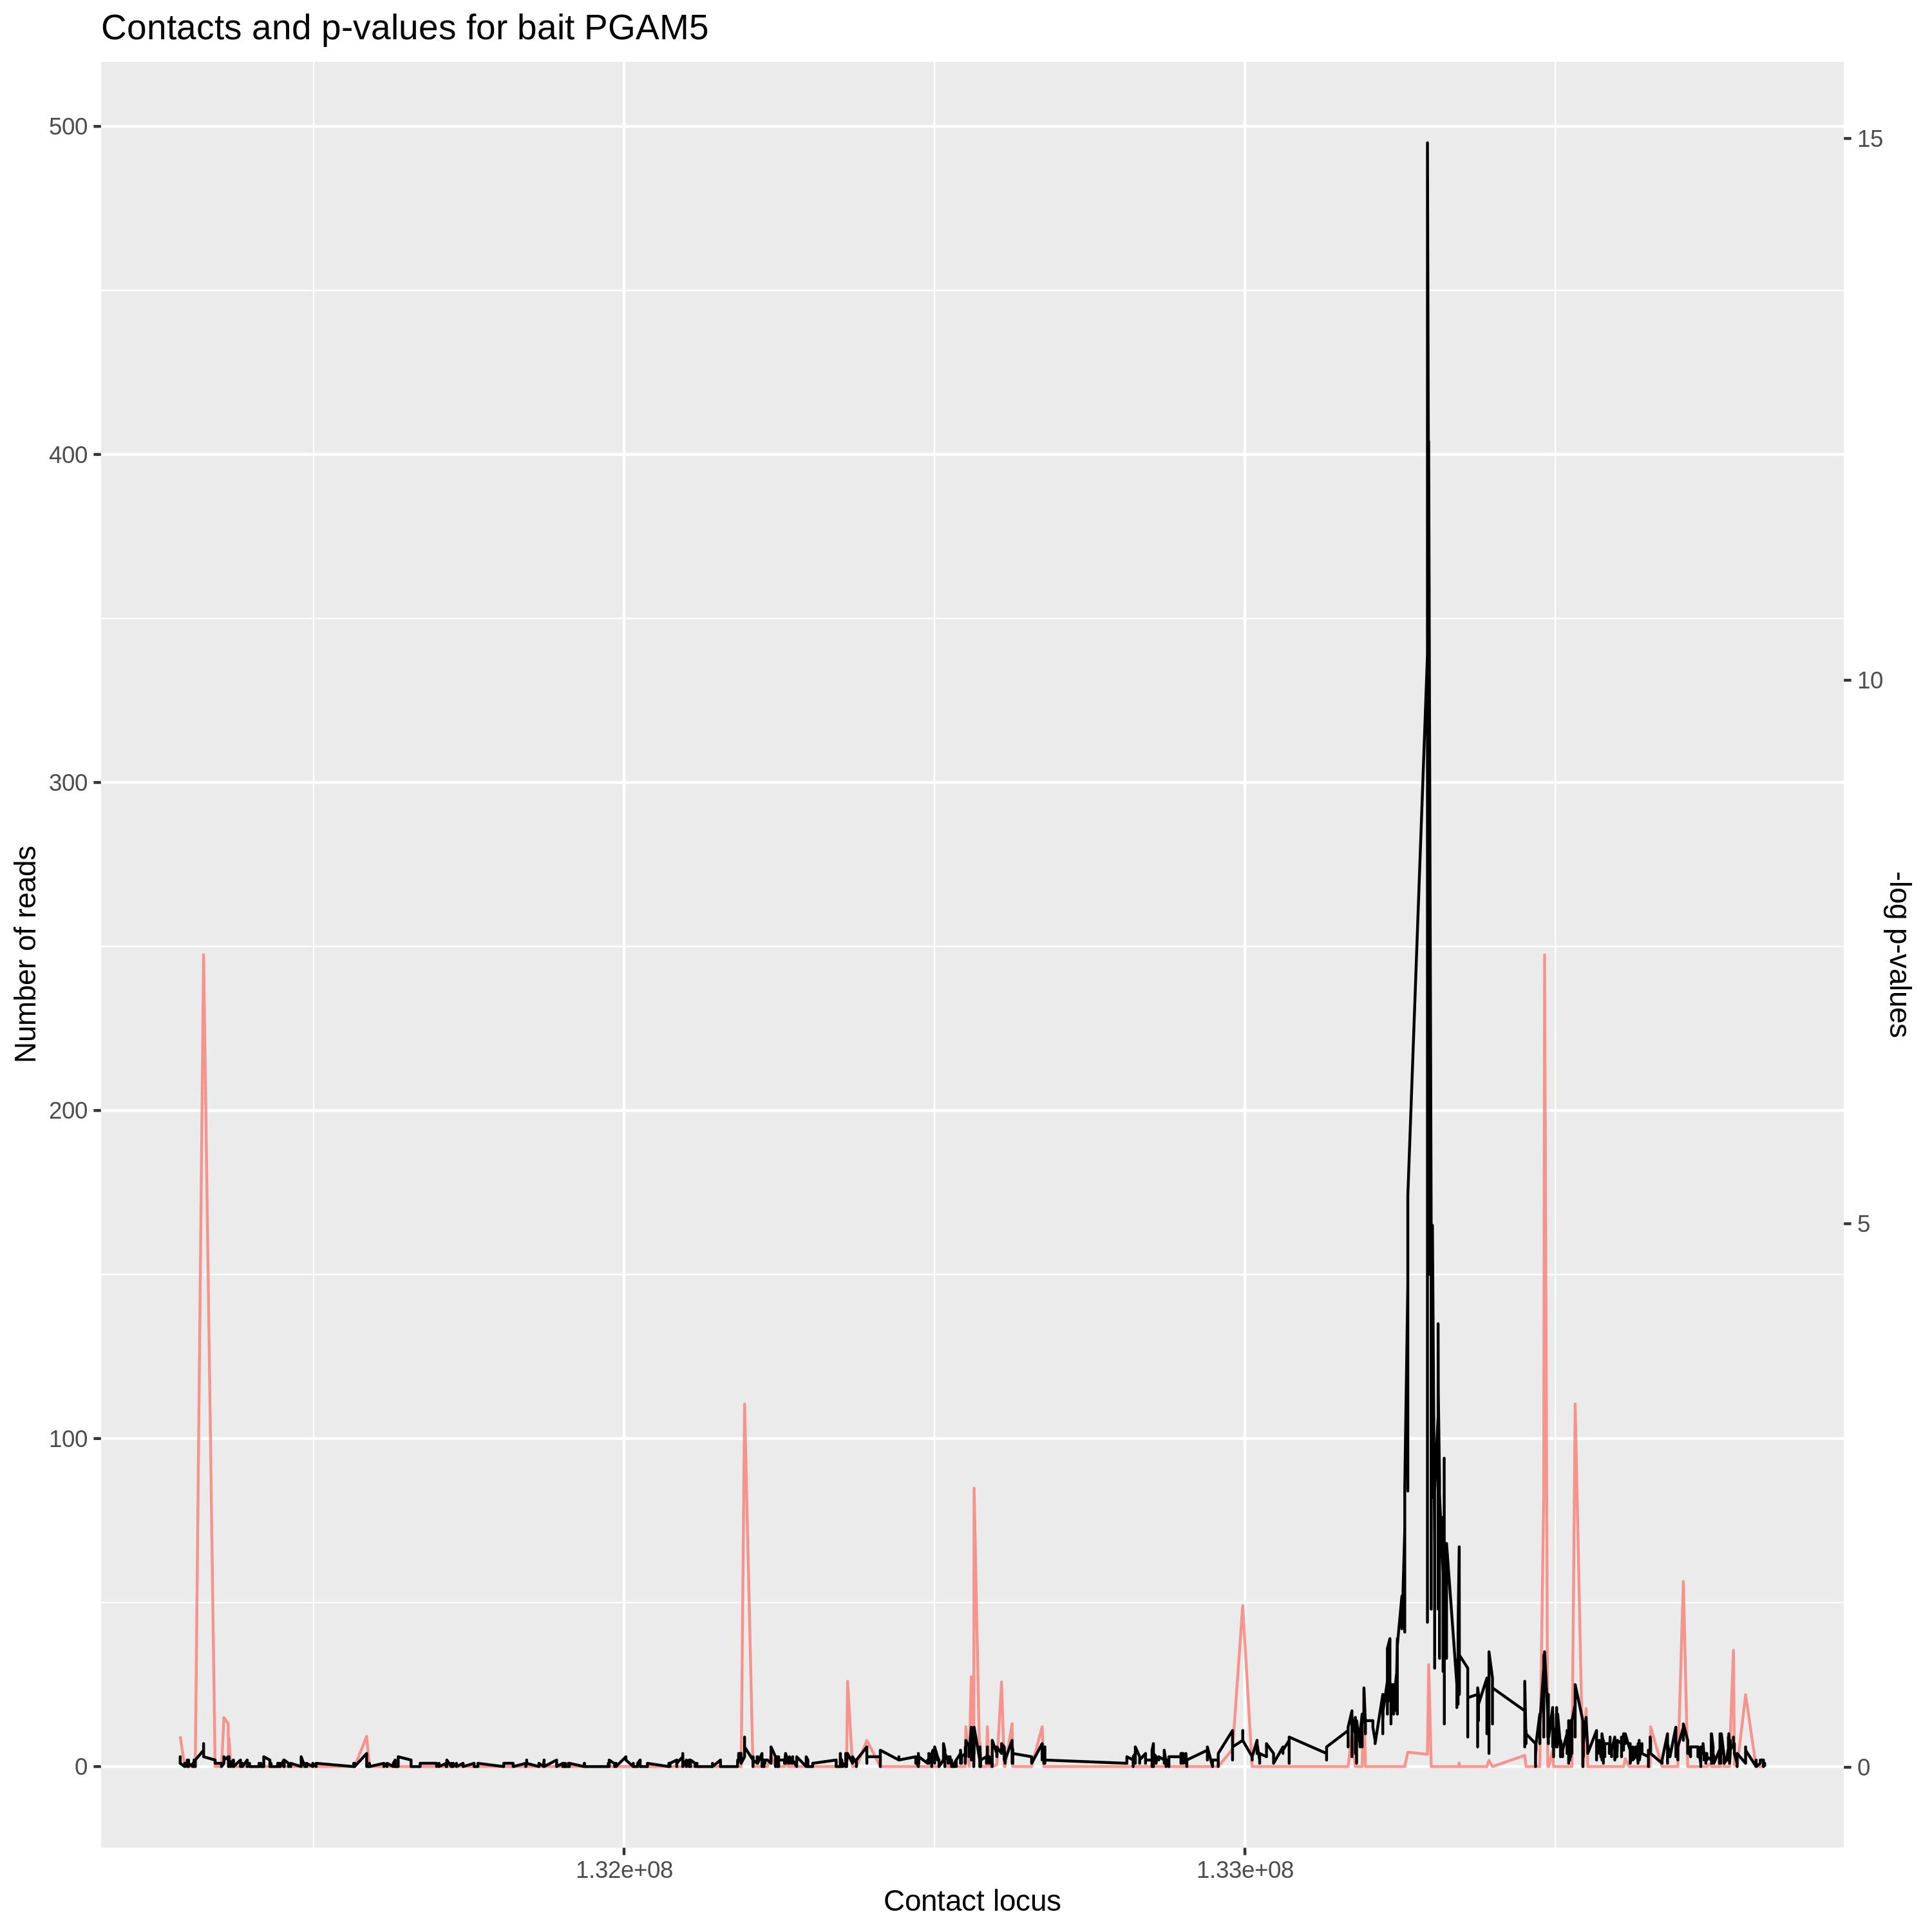 Contacts and p-values for bait PGAM5
500
400
300
200
100
0
Number of reads
15
10
5
0
-log p-values
1.32e+08
1.33e+08
Contact locus